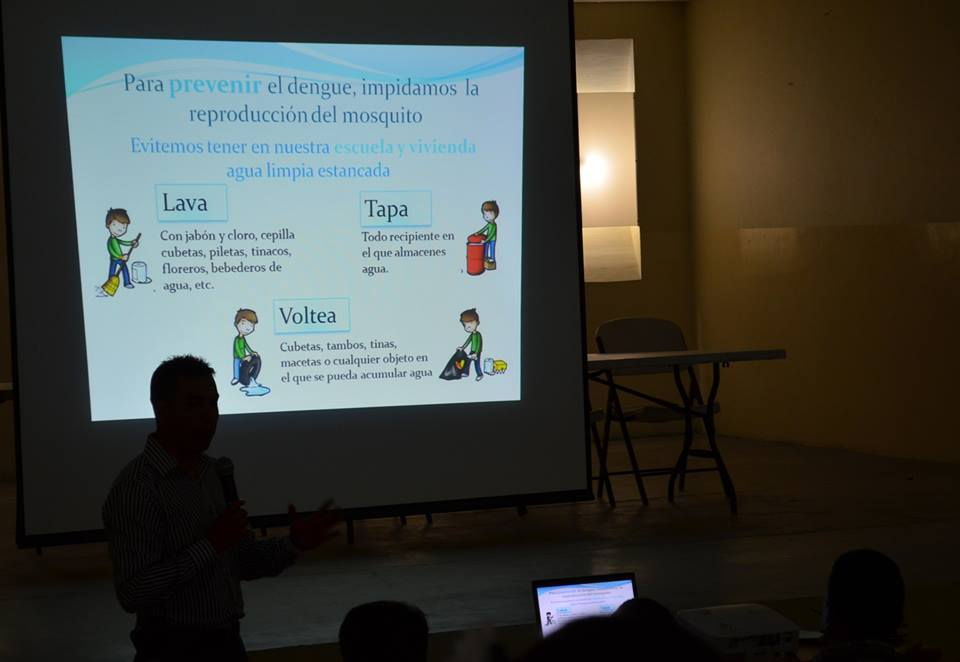 Para prevenir el dengue, impidamos la
reproducción del mosquito
Evitemos tener en nuestra escuela y vivienda
agua limpia estancada
Lava
Con jabón y cloro, cepilla
cubetas, piletas, tinacos,
floreros, bebederos de
agua, etc.
Tapa
Todo recipiente en
el que almacenes
agua.
Voltea
Cubetas, tambos, tinas,
macetas o cualquier objeto en
el que se pueda acumular agua